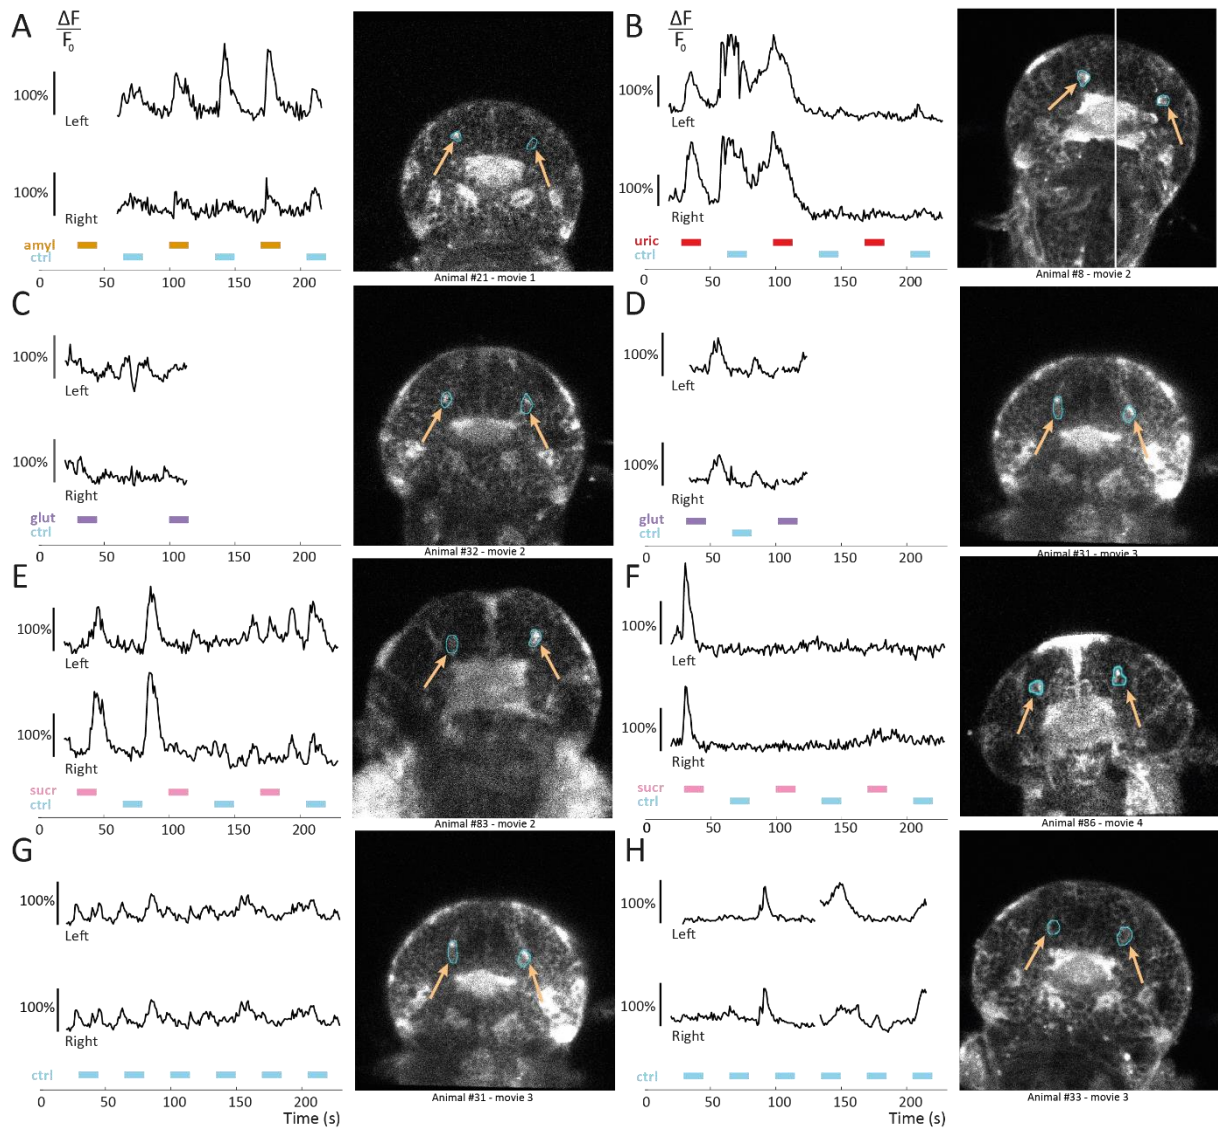 A ΔF B ΔF
F0 F0
100% 100%
Left Left
100% 100%
Right Right
amyl uric
ctrl ctrl
0 50 100 150 200 0 50 100 150 200
Animal #21 - movie 1 Animal #8 - movie 2
C D
100% 100%
Left Left
100% 100%
Right Right
glut glut
ctrl ctrl
0 50 100 150 200 0 50 100 150 200
Animal #32 - movie 2 Animal #31 - movie 3
E F
100% 100%
Left Left
100% 100%
Right Right
sucr sucr
ctrl ctrl
0 50 100 150 200 0 50 100 150 200
Animal #83 - movie 2 Animal #86 - movie 4
G H
100% 100%
Left Left
100% 100%
Right Right
ctrl ctrl
0 50 100 150 200 0 50 100 150 200
Animal #31 - movie 3 Animal #33 - movie 3
Time (s) Time (s)